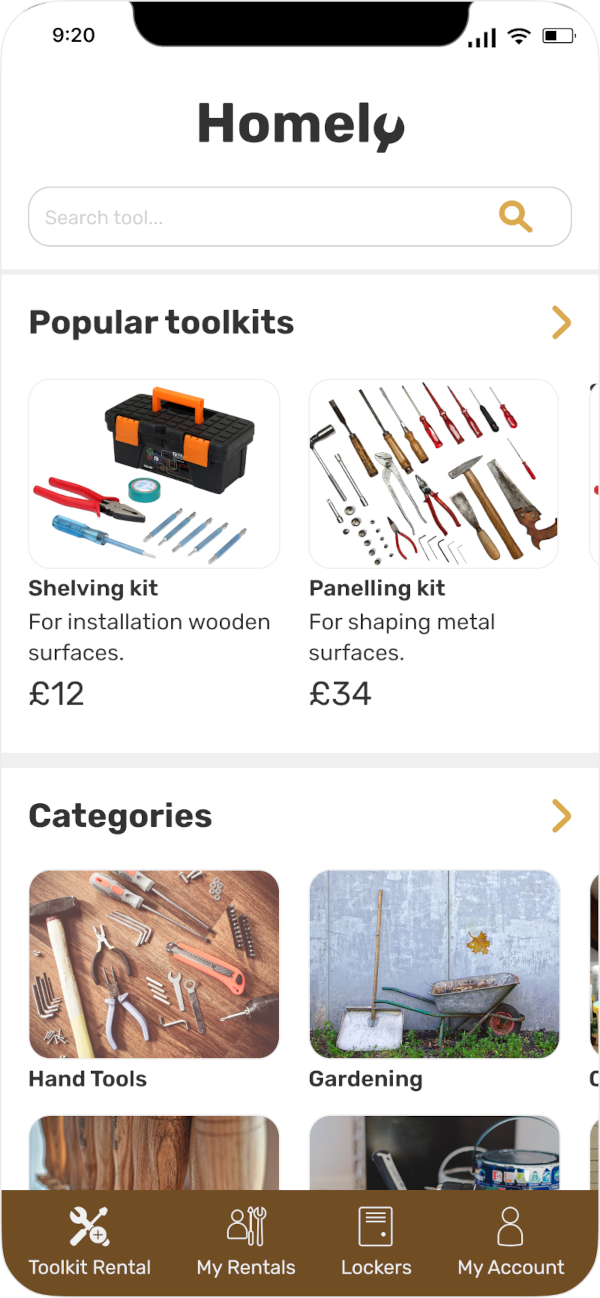 9:20
Homely
Search tool...
Popular toolkits
Shelving kit
For installation wooden
surfaces.
£12
Panelling kit
For shaping metal
surfaces.
£34
Categories
Hand Tools
Gardening
Toolkit Rental
My Rentals
Lockers
My Account